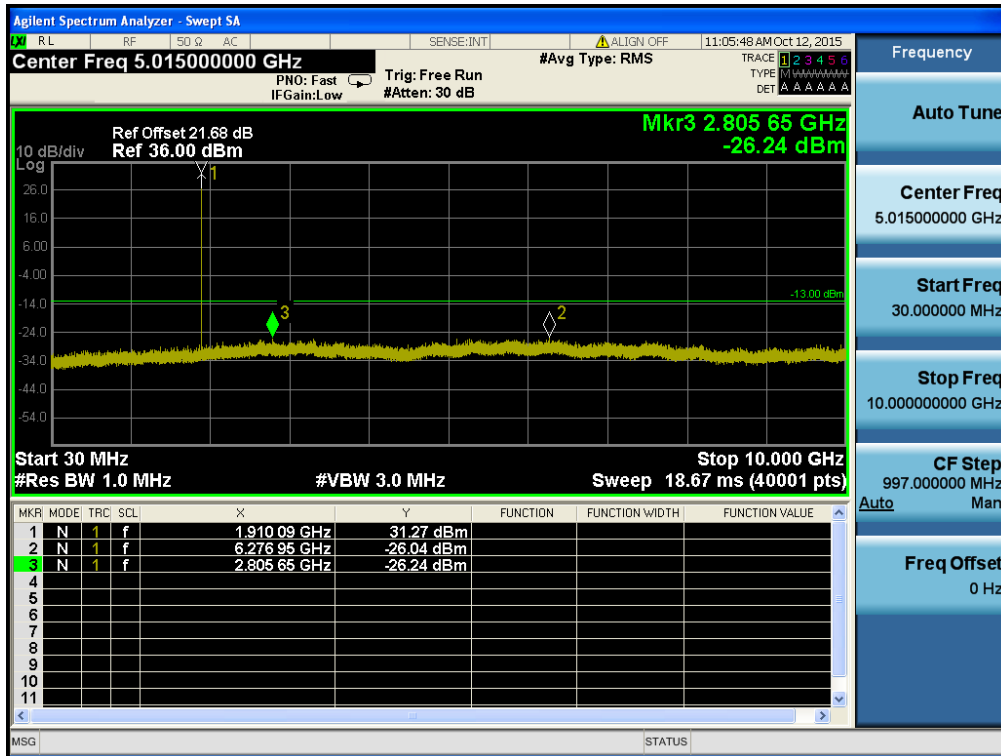 Agilent Spectrum Analyzer - Swept SA
LXI RL RF 50 Ω AC SENSE:INT ALIGN OFF 11:05:48 AM Oct 12, 2015
Center Freq 5.015000000 GHz
PNO: Fast
IFGain:Low
Trig: Free Run
#Atten: 30 dB
#Avg Type: RMS
TRACE 1 2 3 4 5 6
TYPE M W W W W W
DET A A A A A A
Frequency
Auto Tune
Center Freq
5.015000000 GHz
Start Freq
30.000000 MHz
Stop Freq
10.000000000 GHz
CF Step
997.000000 MHz
Auto Man
Freq Offset
0 Hz
Mkr3 2.805 65 GHz
-26.24 dBm
Ref Offset 21.68 dB
10 dB/div Ref 36.00 dBm
Log
1
26.0
16.0
6.00
-4.00
-13.00 dBm
-14.0
3
2
-24.0
-34.0
-44.0
-54.0
Start 30 MHz Stop 10.000 GHz
#Res BW 1.0 MHz #VBW 3.0 MHz Sweep 18.67 ms (40001 pts)
MKR MODE TRC SCL X Y FUNCTION FUNCTION WIDTH FUNCTION VALUE
1 N 1 f 1.910 09 GHz 31.27 dBm
2 N 1 f 6.276 95 GHz -26.04 dBm
3 N 1 f 2.805 65 GHz -26.24 dBm
4
5
6
7
8
9
10
11
MSG STATUS